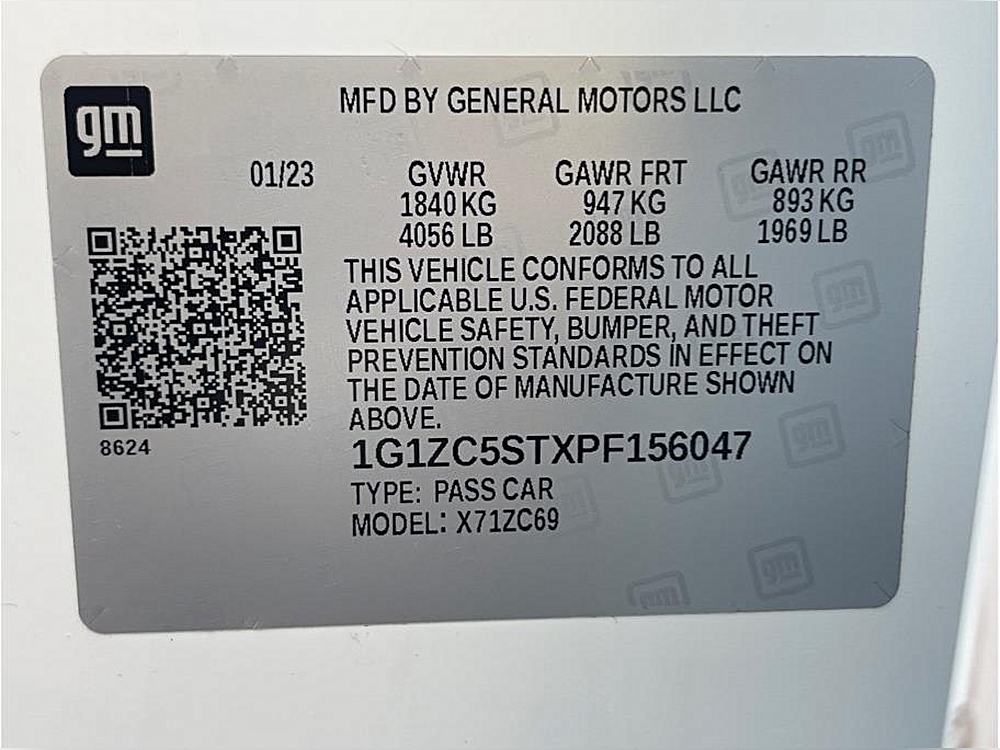 gm
MFD BY GENERAL MOTORS LLC
01/23 GVWR GAWR FRT GAWR RR
1840 KG 947 KG 893 KG
4056 LB 2088 LB 1969 LB
THIS VEHICLE CONFORMS TO ALL
APPLICABLE U.S. FEDERAL MOTOR
VEHICLE SAFETY, BUMPER, AND THEFT
PREVENTION STANDARDS IN EFFECT ON
THE DATE OF MANUFACTURE SHOWN
ABOVE.
8624
1G1ZC5STXPF156047
TYPE: PASS CAR
MODEL: X71ZC69